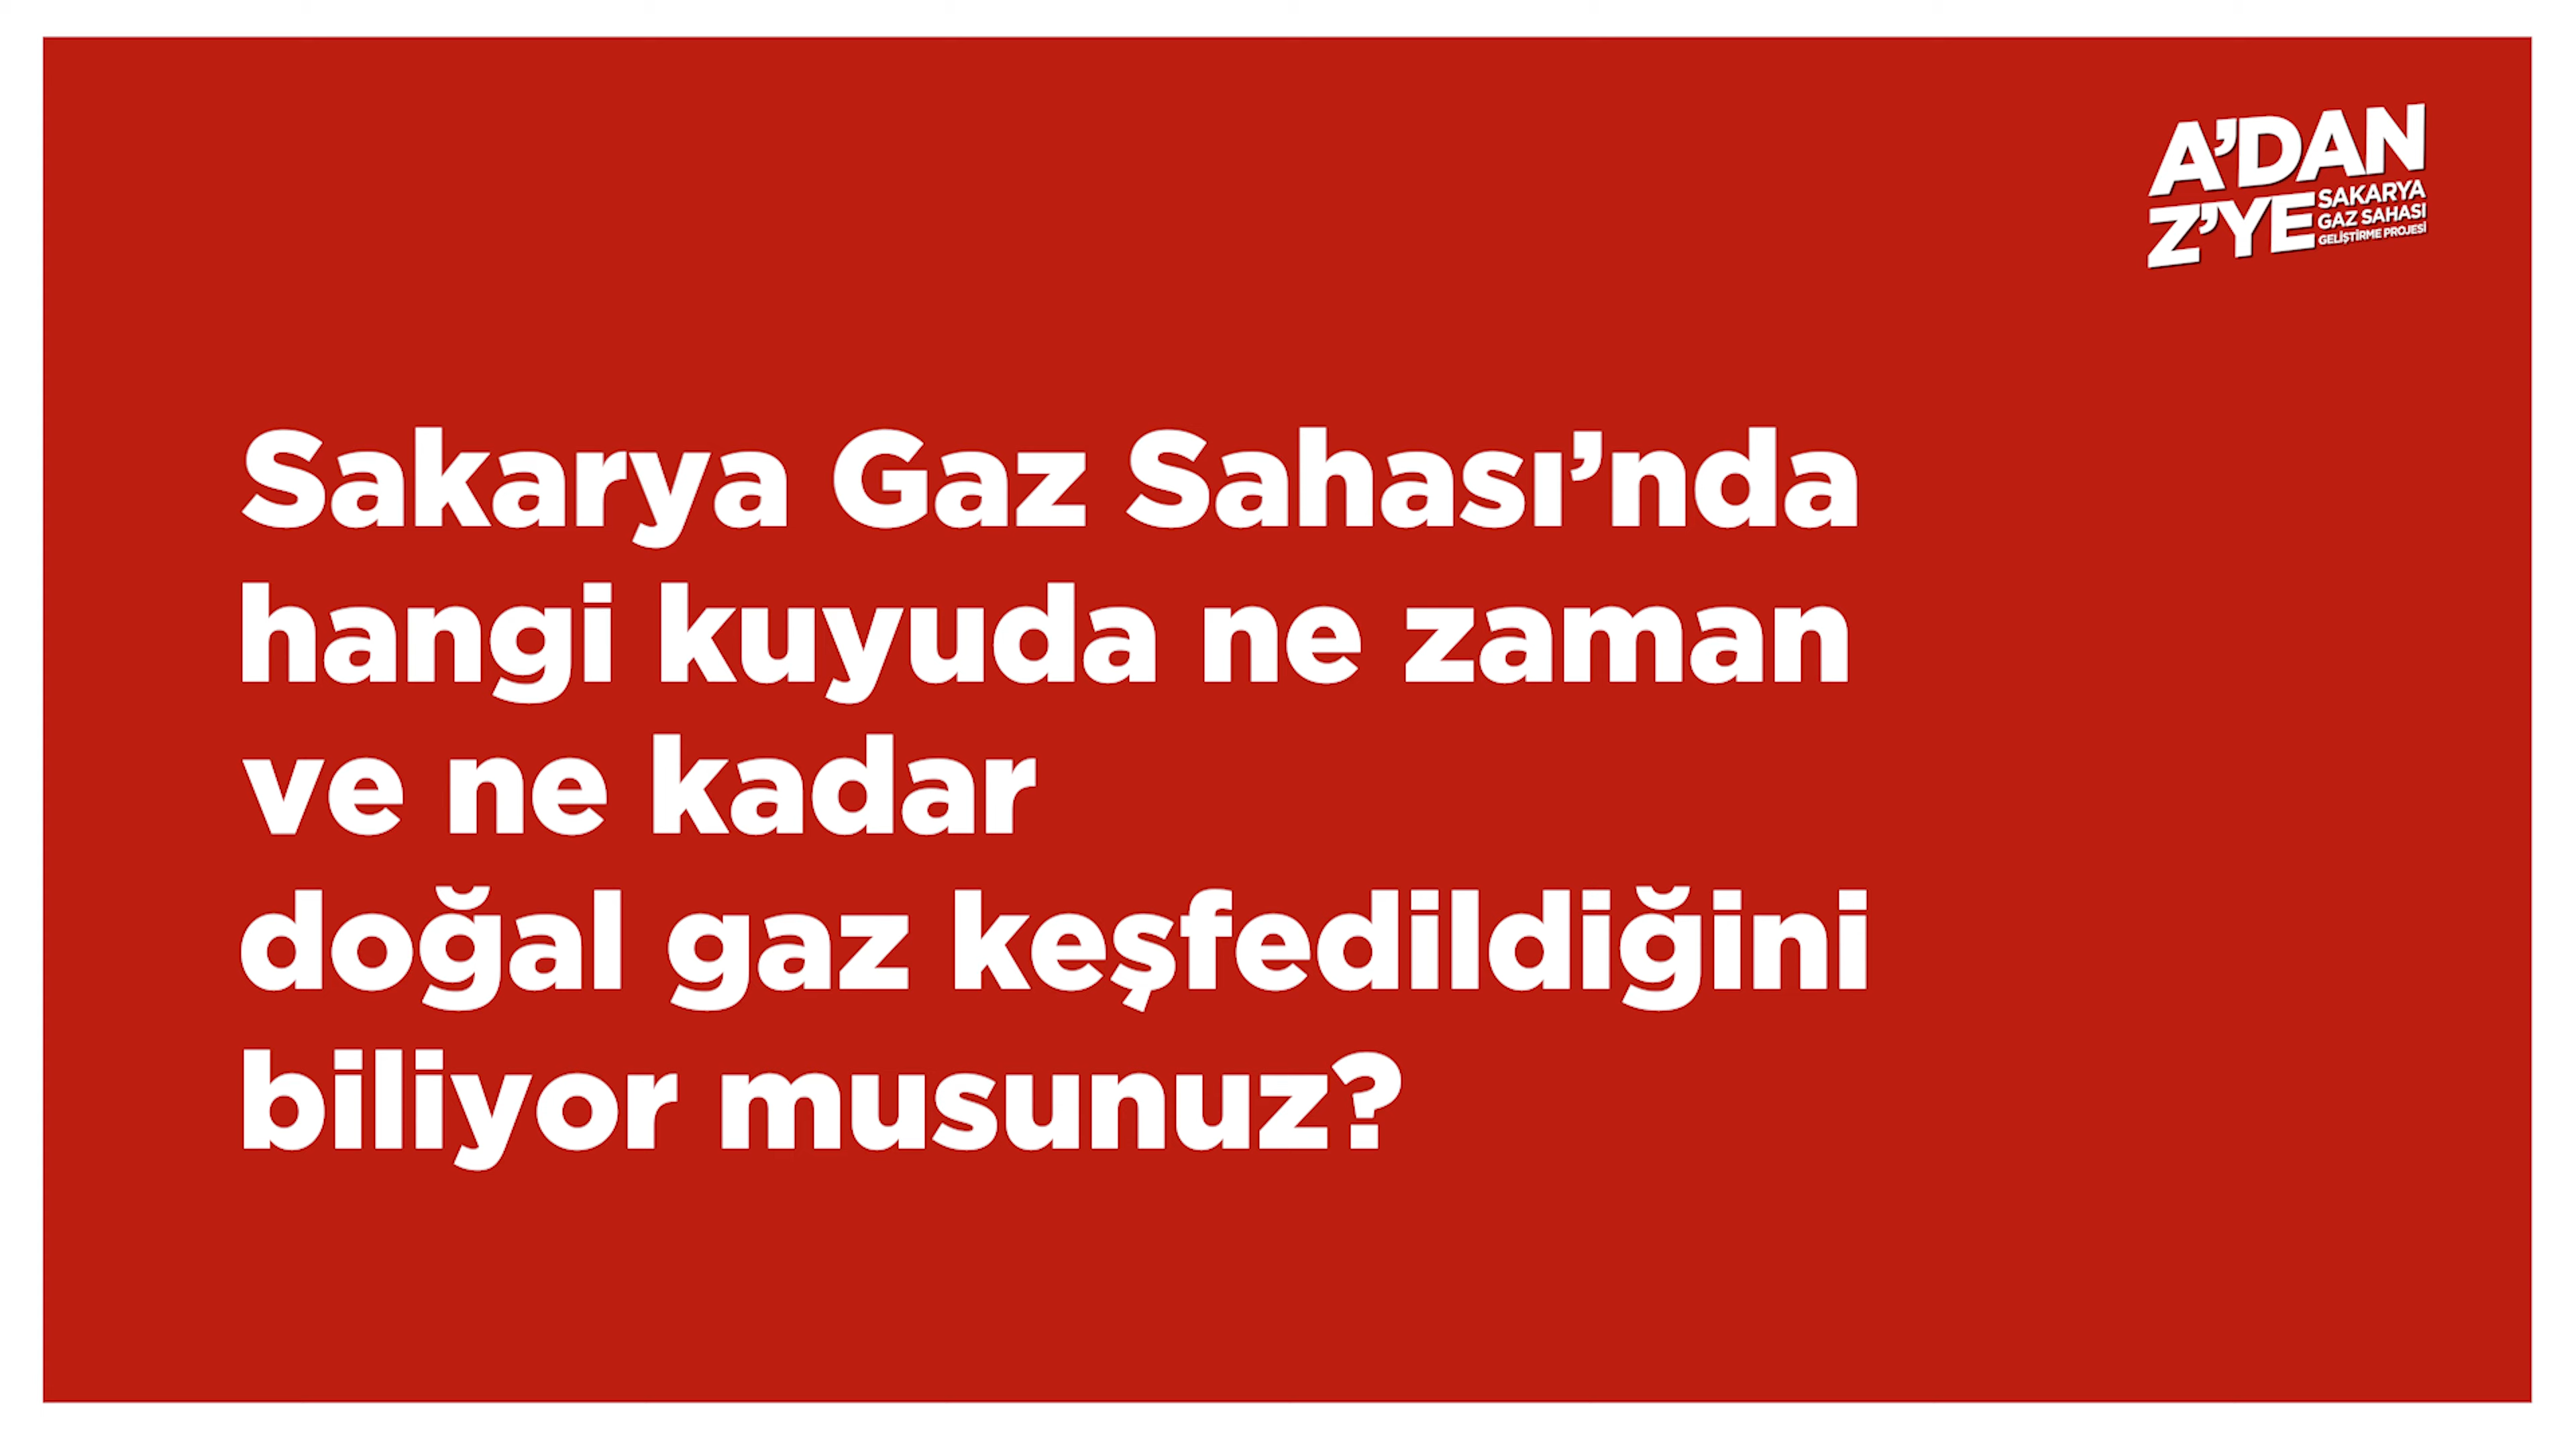 A'DAN
Z'YE SAKARYA
GAZ SAHASI
GELİŞTİRME PROJESİ
Sakarya Gaz Sahası’nda
hangi kuyuda ne zaman
ve ne kadar
doğal gaz keşfedildiğini
biliyor musunuz?